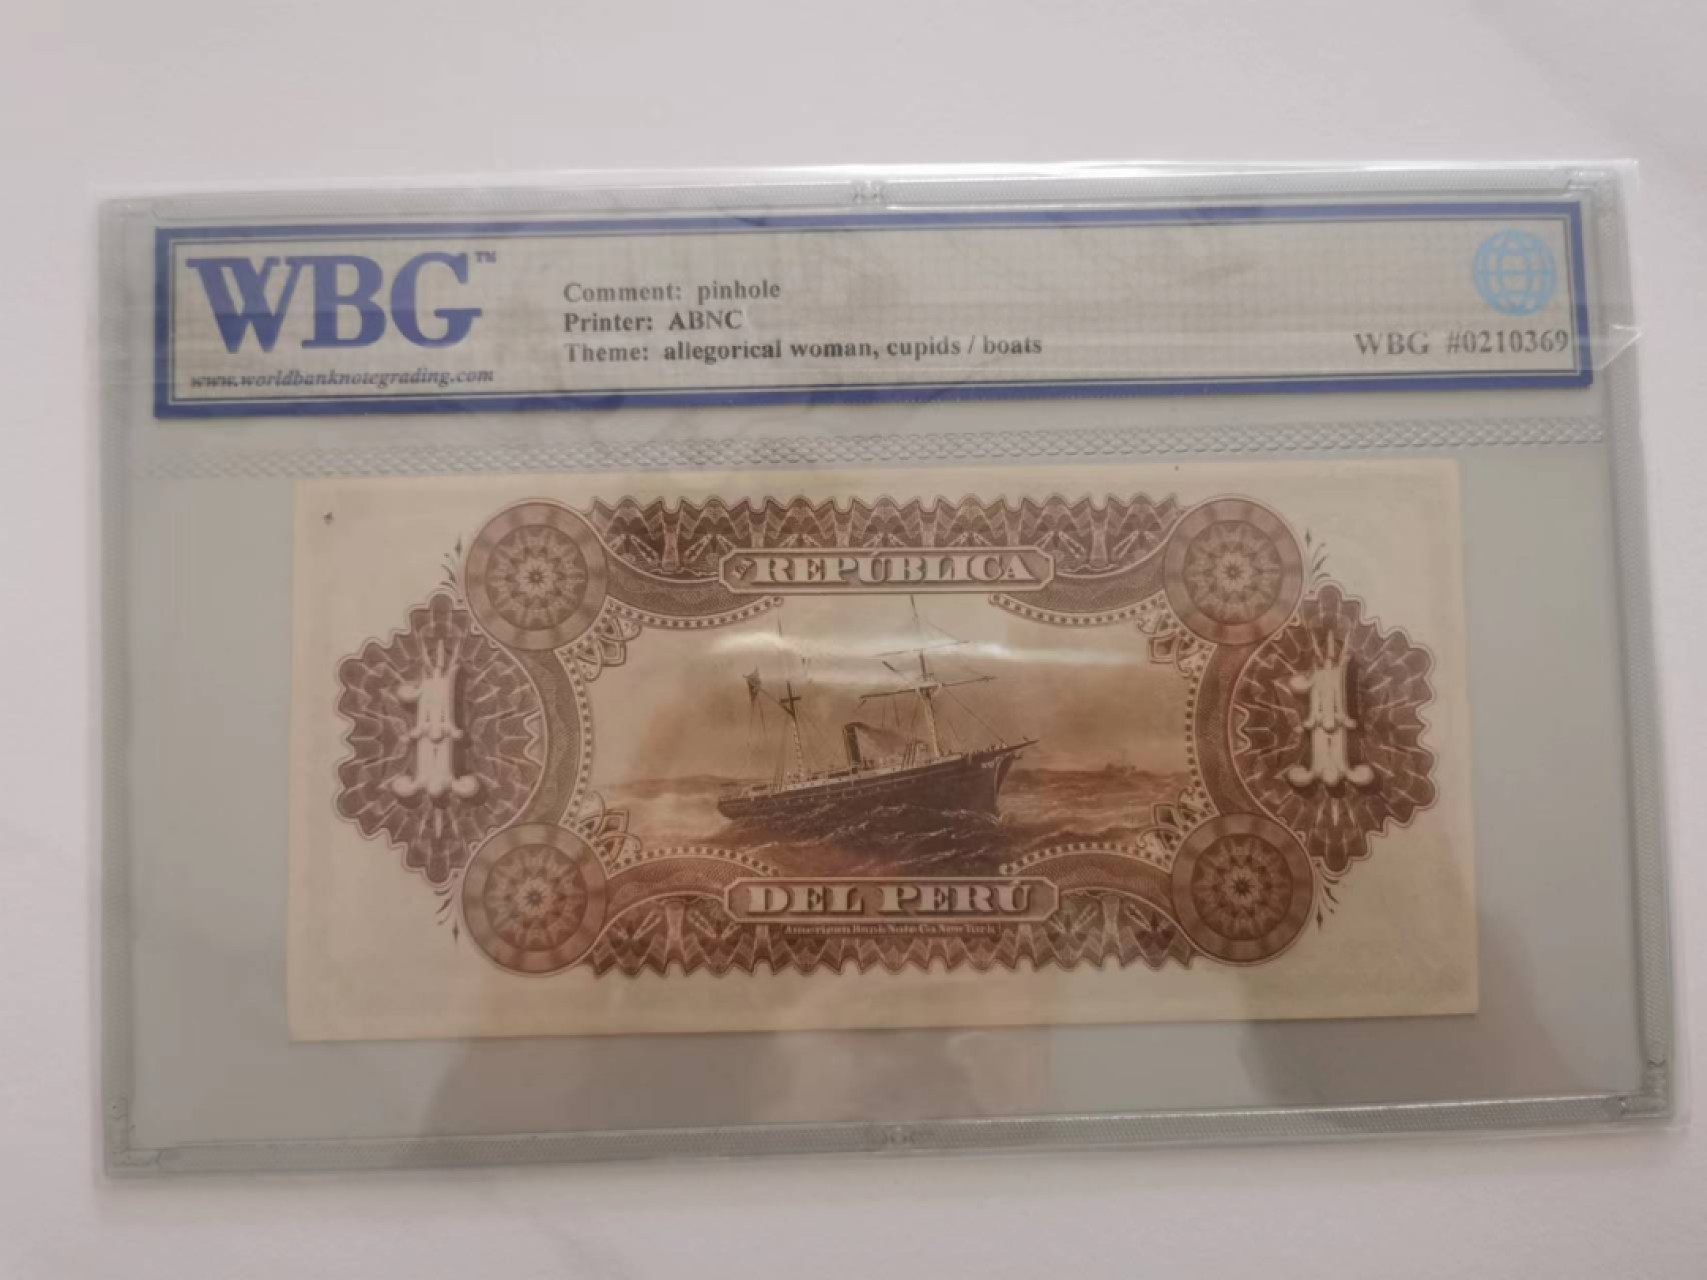 WBG™
www.worldbanknotegrading.com
Comment: pinhole
Printer: ABNC
Theme: allegorical woman, cupids / boats
WBG #0210369
LA REPÚBLICA
1 1
DEL PERÚ
American Bank Note Co. New York